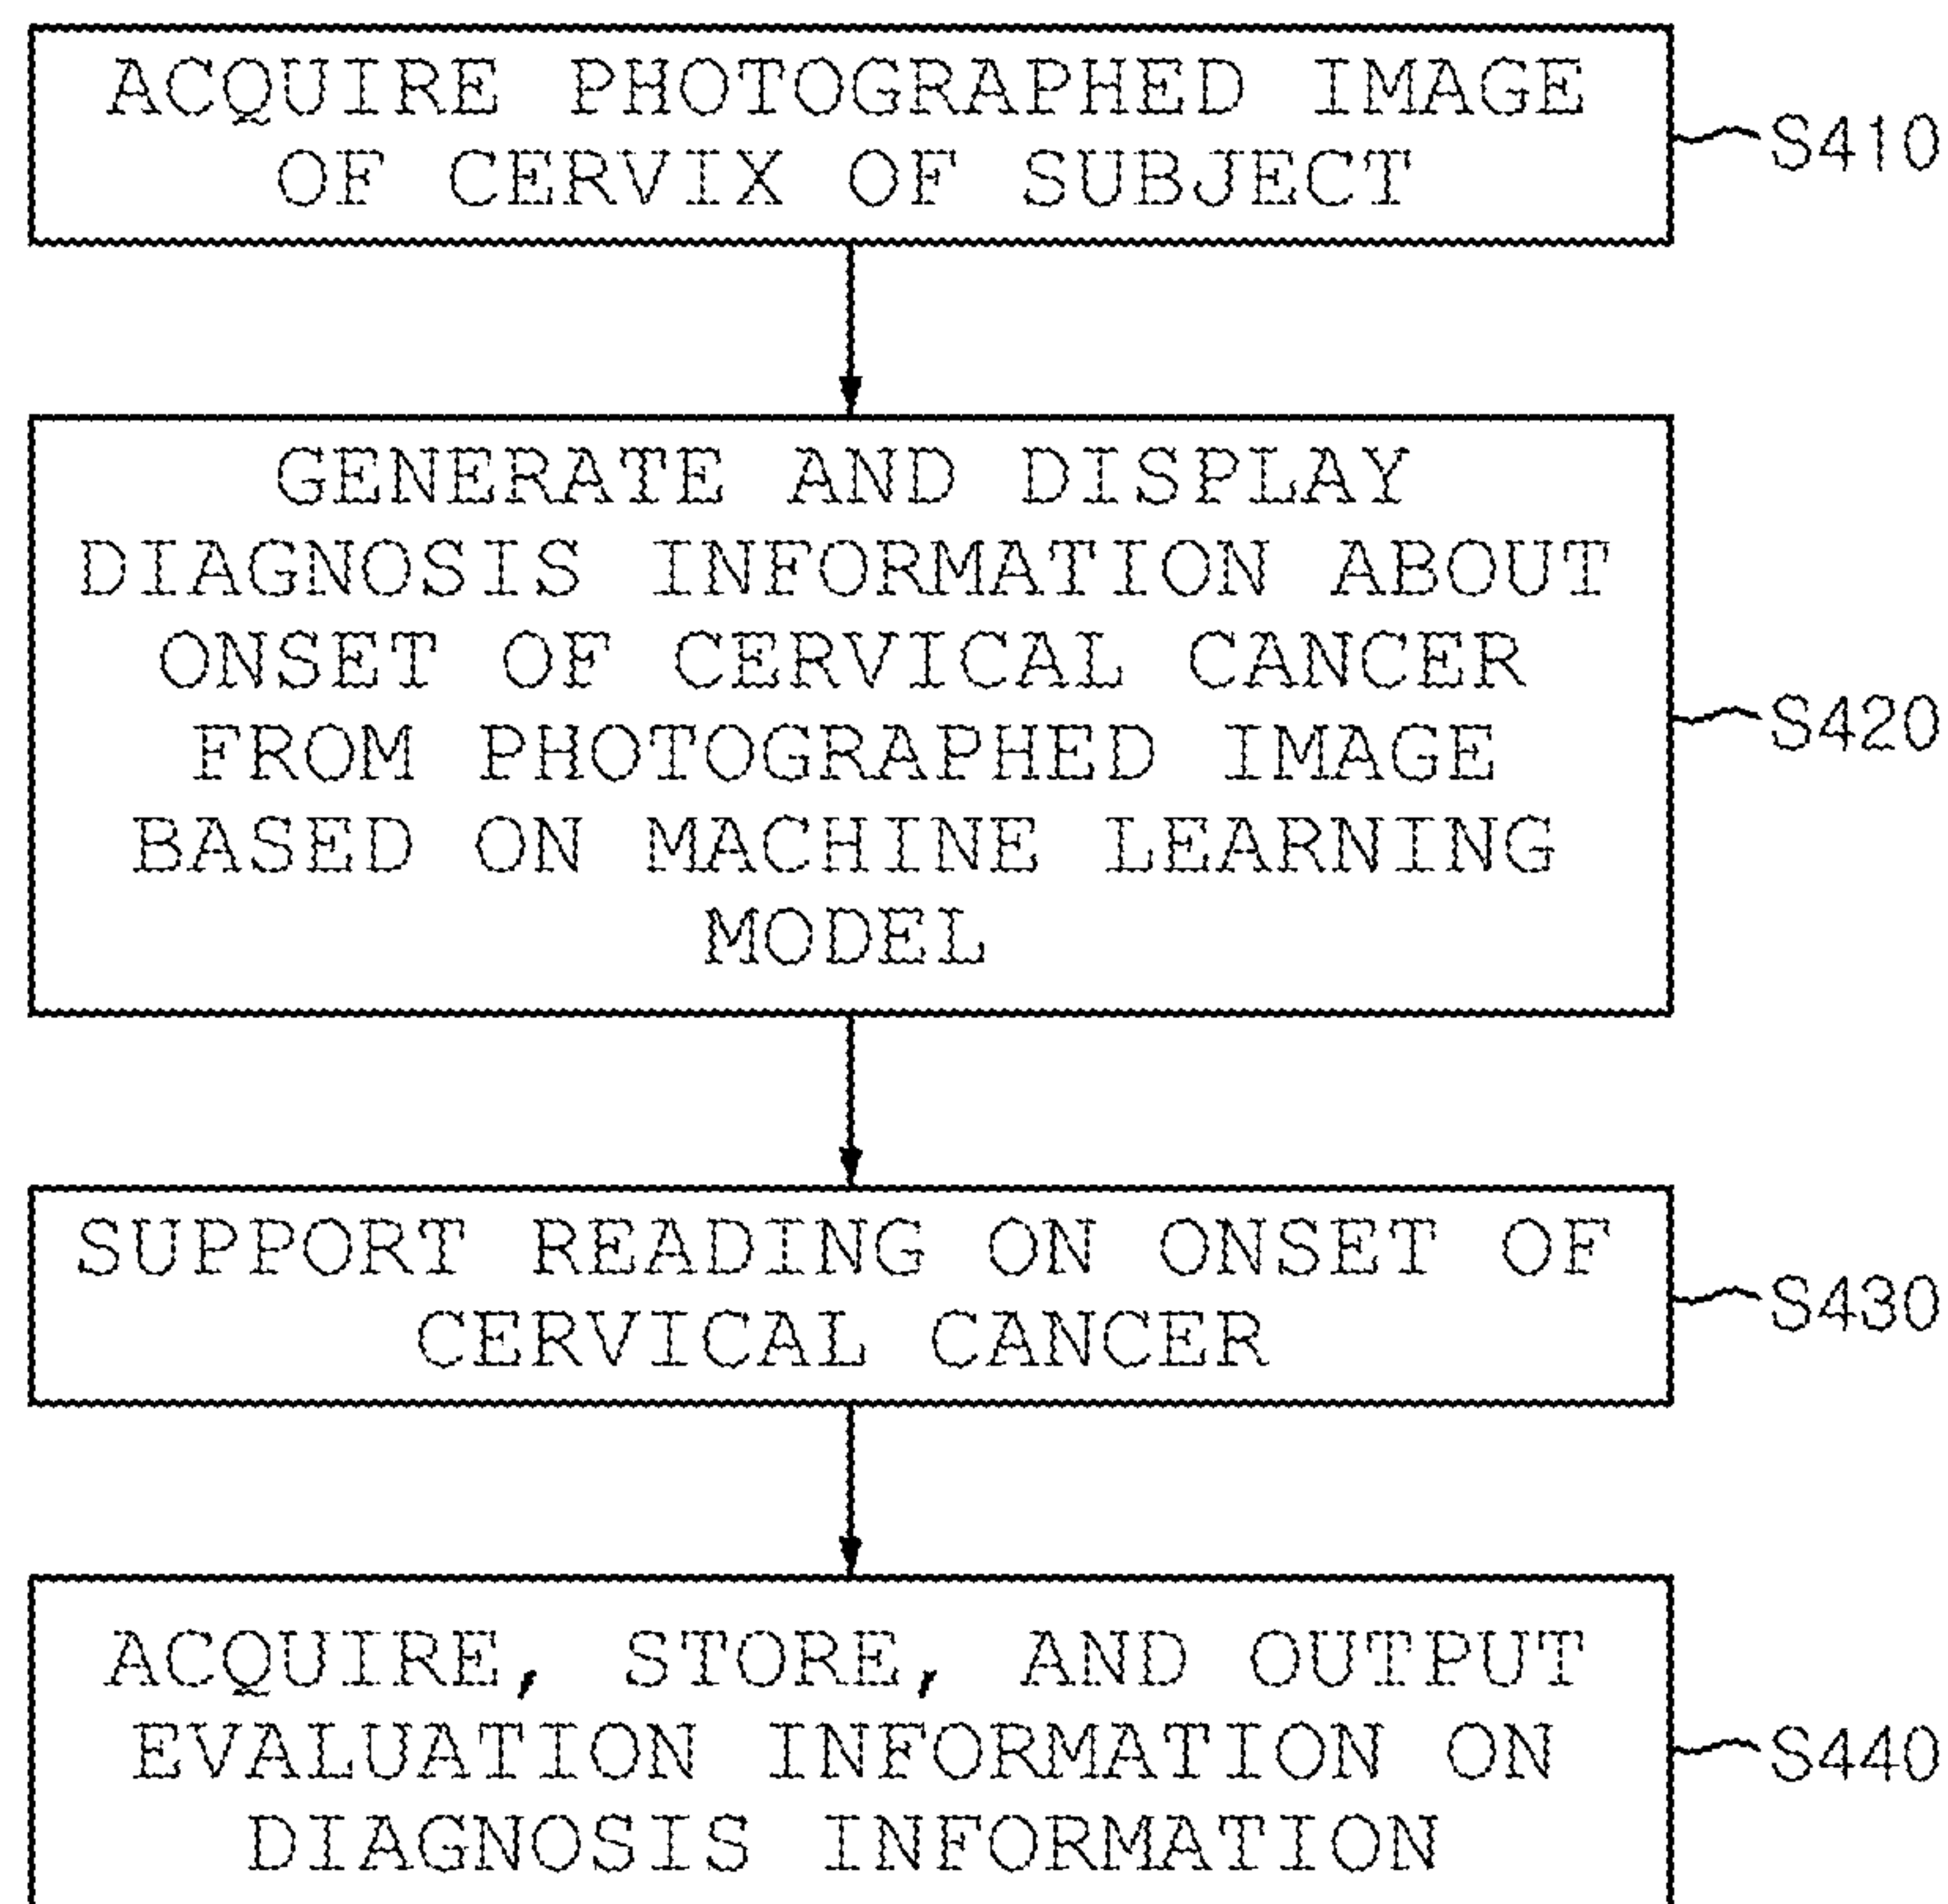 ACQUIRE PHOTOGRAPHED IMAGE
OF CERVIX OF SUBJECT
S410
GENERATE AND DISPLAY
DIAGNOSIS INFORMATION ABOUT
ONSET OF CERVICAL CANCER
FROM PHOTOGRAPHED IMAGE
BASED ON MACHINE LEARNING
MODEL
S420
SUPPORT READING ON ONSET OF
CERVICAL CANCER
S430
ACQUIRE, STORE, AND OUTPUT
EVALUATION INFORMATION ON
DIAGNOSIS INFORMATION
S440